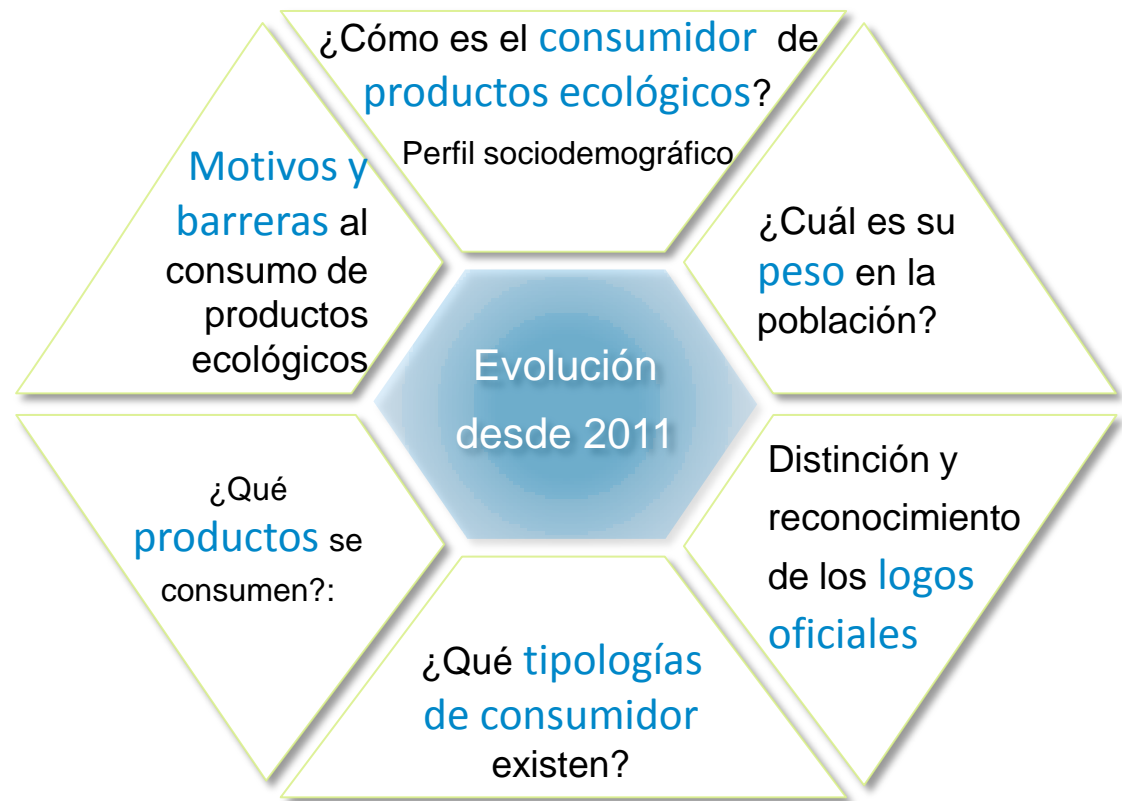 ¿Cómo es el consumidor de
productos ecológicos?
Perfil sociodemográfico
Motivos y
barreras al
consumo de
productos
ecológicos
¿Cuál es su
peso en la
población?
Evolución
desde 2011
¿Qué
productos se
consumen?:
Distinción y
reconocimiento
de los logos
oficiales
¿Qué tipologías
de consumidor
existen?